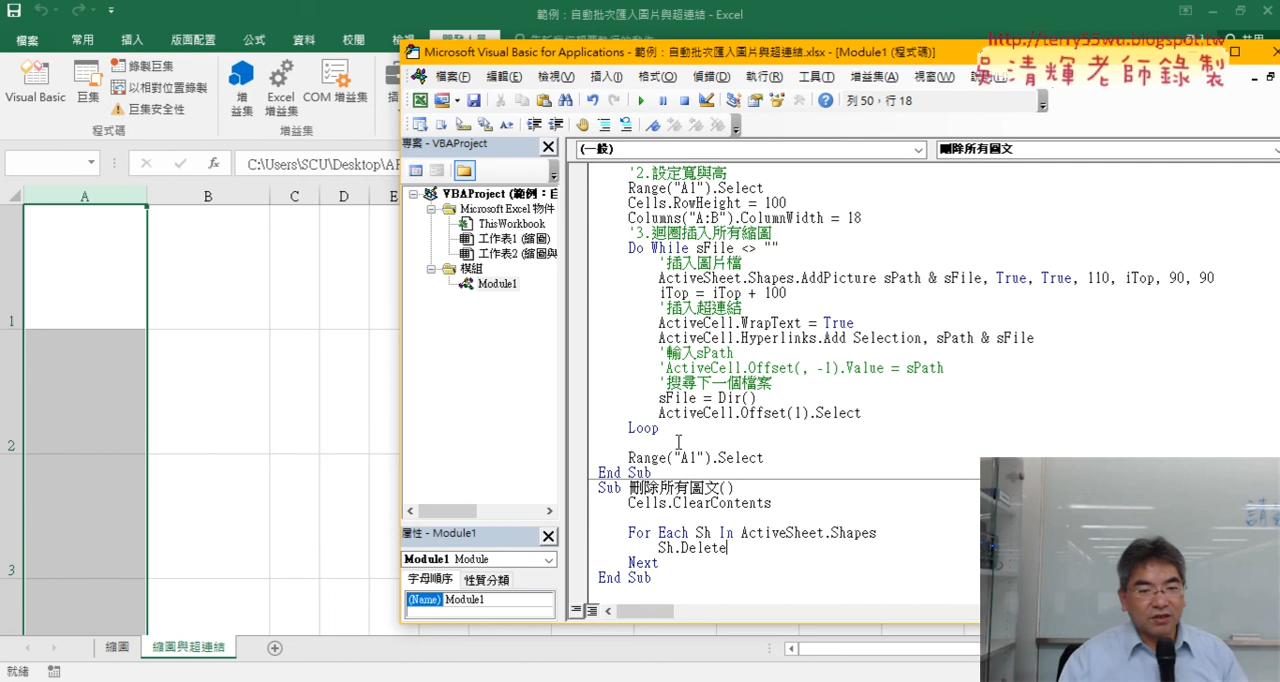 範例：自動批次匯入圖片與超連結 - Excel
檔案 常用 插入 版面配置 公式 資料 校閱 檢視 開發人員
Visual Basic
巨集
錄製巨集
以相對位置錄製
巨集安全性
程式碼
增益集
Excel 增益集
COM 增益集
增益集
C:\Users\SCU\Desktop\AP
A B C D E
1
2
3
縮圖 縮圖與超連結
就緒
Microsoft Visual Basic for Applications - 範例：自動批次匯入圖片與超連結.xlsx - [Module1 (程式碼)]
http://terry55wu.blogspot.tw
吳清輝老師錄製
檔案(F) 編輯(E) 檢視(V) 插入(I) 格式(O) 偵錯(D) 執行(R) 工具(T) 增益集(A) 視窗(W)
列 50，行 18
專案 - VBAProject
VBAProject (範例：自
Microsoft Excel 物件
ThisWorkbook
工作表1 (縮圖)
工作表2 (縮圖與
模組
Module1
屬性 - Module1
Module1 Module
字母順序 性質分類
(Name) Module1
(一般) 刪除所有圖文
'2.設定寬與高
Range("A1").Select
Cells.RowHeight = 100
Columns("A:B").ColumnWidth = 18
'3.迴圈插入所有縮圖
Do While sFile <> ""
'插入圖片檔
ActiveSheet.Shapes.AddPicture sPath & sFile, True, True, 110, iTop, 90, 90
iTop = iTop + 100
'插入超連結
ActiveCell.WrapText = True
ActiveCell.Hyperlinks.Add Selection, sPath & sFile
'輸入sPath
'ActiveCell.Offset(, -1).Value = sPath
'搜尋下一個檔案
sFile = Dir()
ActiveCell.Offset(1).Select
Loop
Range("A1").Select
End Sub
Sub 刪除所有圖文()
Cells.ClearContents
For Each Sh In ActiveSheet.Shapes
Sh.Delete
Next
End Sub